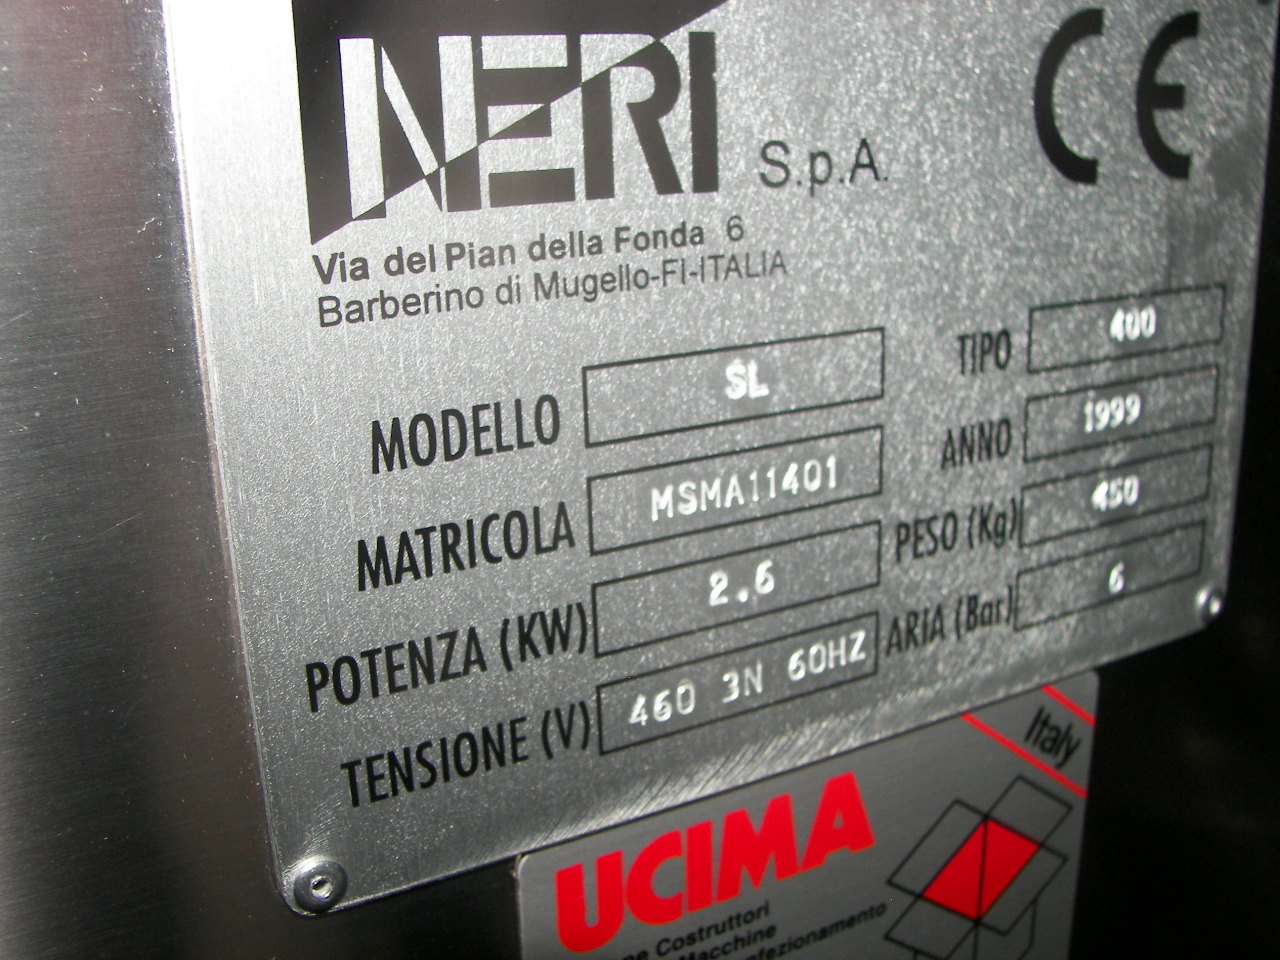 NERI S.p.A.
CE
Via del Pian della Fonda 6
Barberino di Mugello-FI-ITALIA
MODELLO SL
TIPO 400
MATRICOLA MSMA11401
ANNO 1999
POTENZA (KW) 2.6
PESO (Kg) 450
TENSIONE (V) 460 3N 60HZ
ARIA (Bar) 6
Italy
UCIMA
Costruttori
Macchine